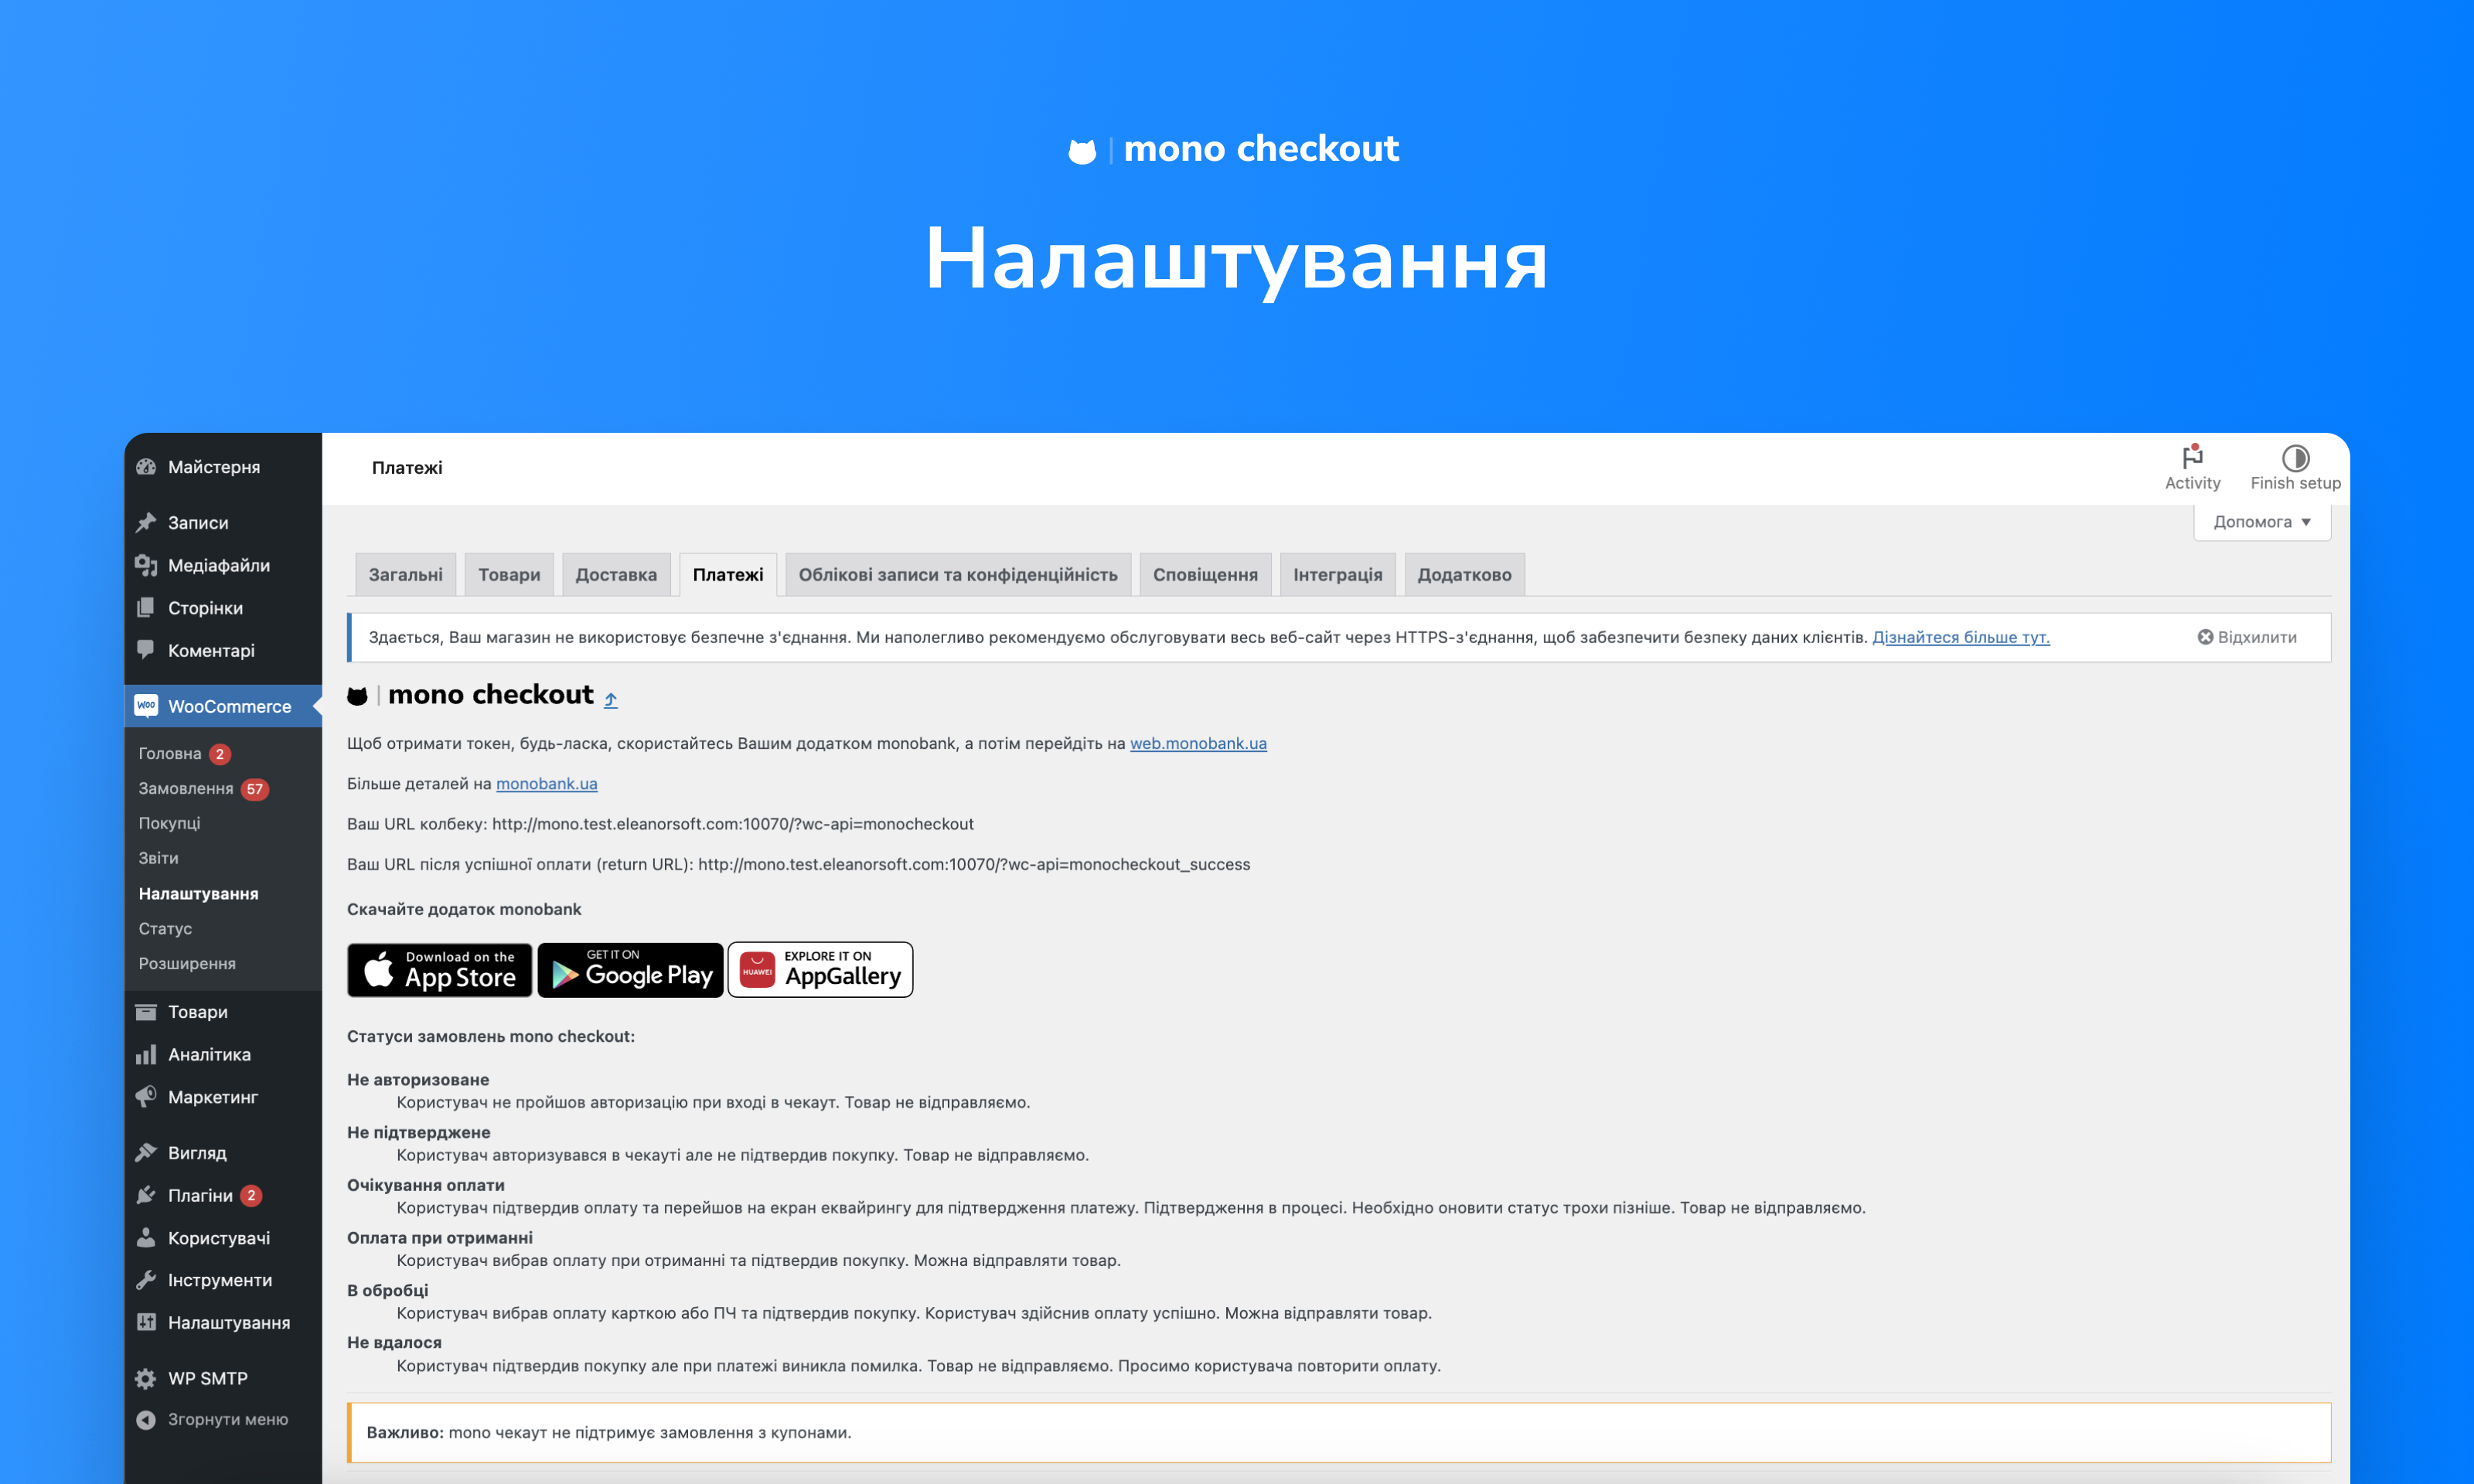 mono checkout
Налаштування
Майстерня
Записи
Медіафайли
Сторінки
Коментарі
WooCommerce
Головна 2
Замовлення 57
Покупці
Звіти
Налаштування
Статус
Розширення
Товари
Аналітика
Маркетинг
Вигляд
Плагіни 2
Користувачі
Інструменти
Налаштування
WP SMTP
Згорнути меню
Платежі
Activity
Finish setup
Допомога
Загальні Товари Доставка Платежі Облікові записи та конфіденційність Сповіщення Інтеграція Додатково
Здається, Ваш магазин не використовує безпечне з'єднання. Ми наполегливо рекомендуємо обслуговувати весь веб-сайт через HTTPS-з'єднання, щоб забезпечити безпеку даних клієнтів. Дізнайтеся більше тут. Відхилити
mono checkout ⤴
Щоб отримати токен, будь-ласка, скористайтесь Вашим додатком monobank, а потім перейдіть на web.monobank.ua
Більше деталей на monobank.ua
Ваш URL колбеку: http://mono.test.eleanorsoft.com:10070/?wc-api=monocheckout
Ваш URL після успішної оплати (return URL): http://mono.test.eleanorsoft.com:10070/?wc-api=monocheckout_success
Скачайте додаток monobank
Download on the
App Store
GET IT ON
Google Play
HUAWEI
EXPLORE IT ON
AppGallery
Статуси замовлень mono checkout:
Не авторизоване
Користувач не пройшов авторизацію при вході в чекаут. Товар не відправляємо.
Не підтверджене
Користувач авторизувався в чекауті але не підтвердив покупку. Товар не відправляємо.
Очікування оплати
Користувач підтвердив оплату та перейшов на екран еквайрингу для підтвердження платежу. Підтвердження в процесі. Необхідно оновити статус трохи пізніше. Товар не відправляємо.
Оплата при отриманні
Користувач вибрав оплату при отриманні та підтвердив покупку. Можна відправляти товар.
В обробці
Користувач вибрав оплату карткою або ПЧ та підтвердив покупку. Користувач здійснив оплату успішно. Можна відправляти товар.
Не вдалося
Користувач підтвердив покупку але при платежі виникла помилка. Товар не відправляємо. Просимо користувача повторити оплату.
Важливо: mono чекаут не підтримує замовлення з купонами.